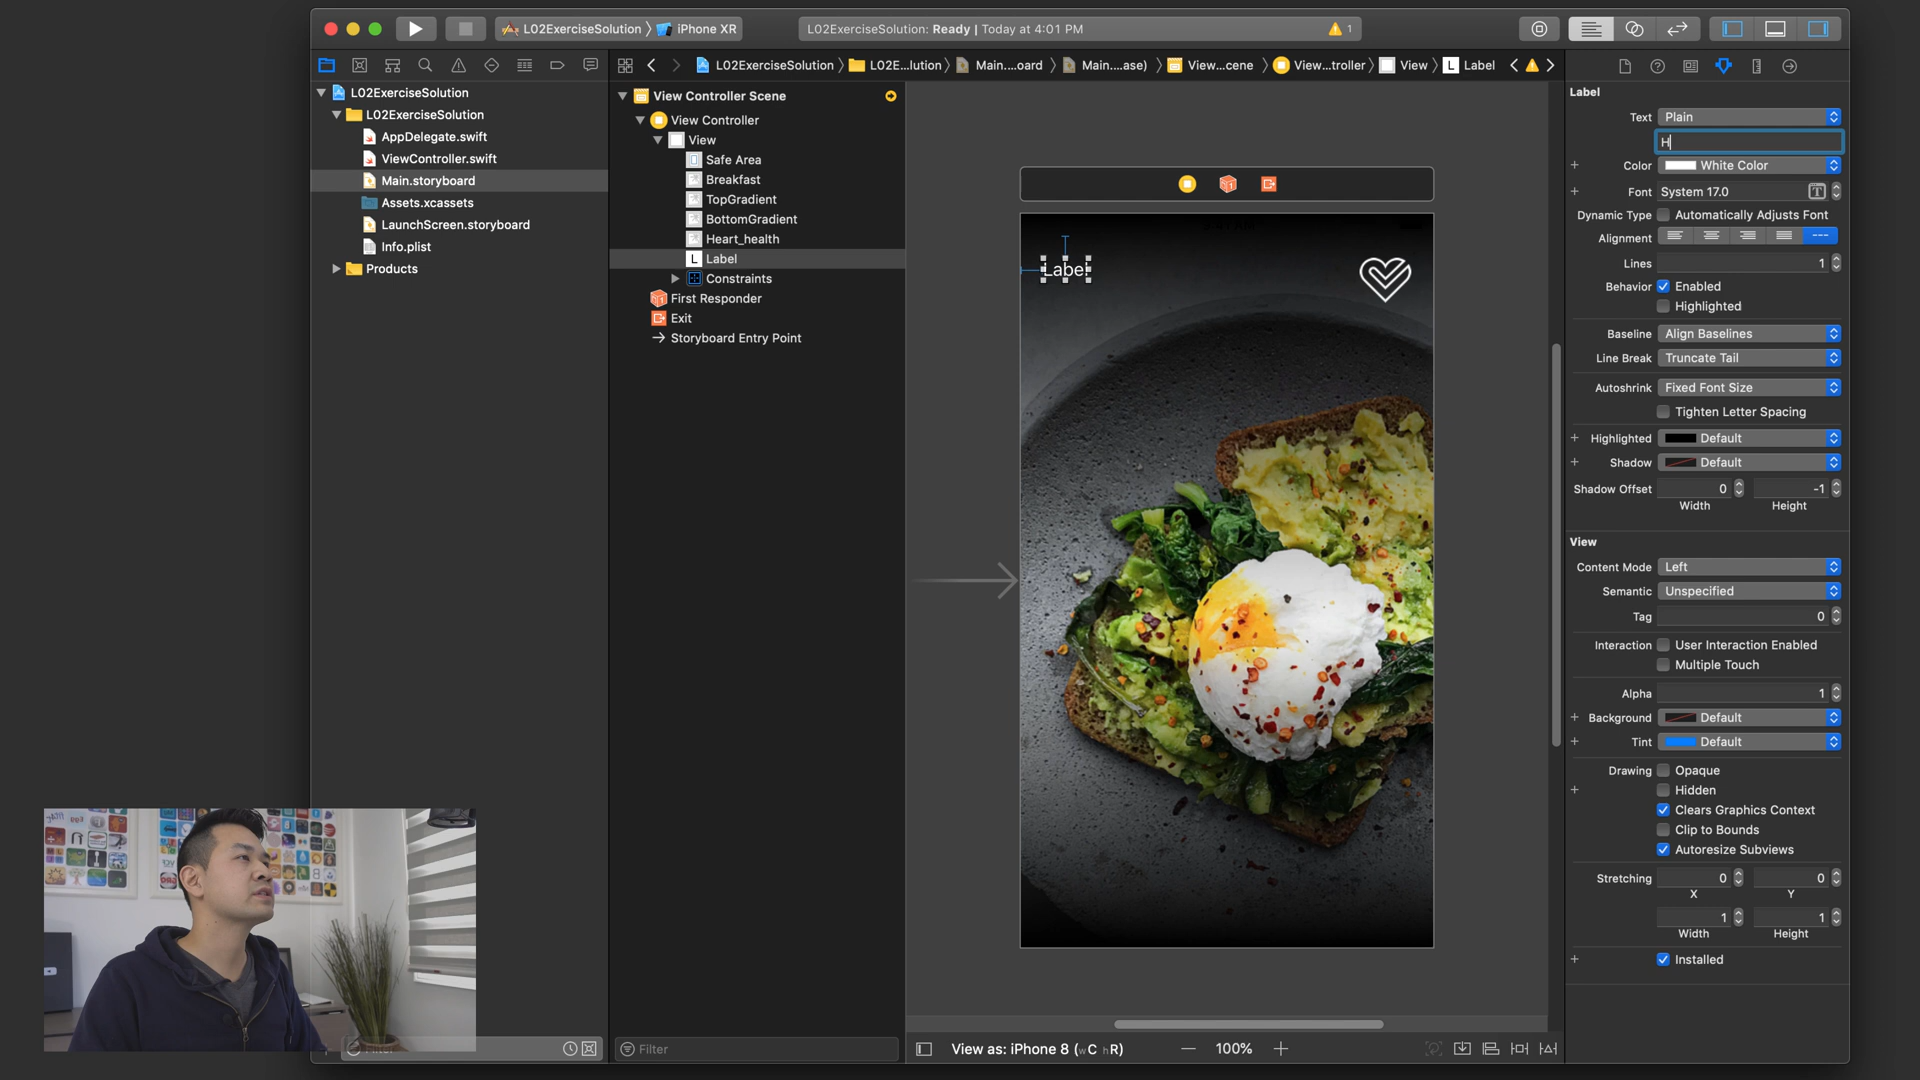 L02ExerciseSolution 〉 iPhone XR
L02ExerciseSolution: Ready | Today at 4:01 PM
1
L02ExerciseSolution
L02E...lution
Main....oard
Main....ase)
View...cene
View...troller
View
L Label
L02ExerciseSolution
L02ExerciseSolution
AppDelegate.swift
ViewController.swift
Main.storyboard
Assets.xcassets
LaunchScreen.storyboard
Info.plist
Products
View Controller Scene
View Controller
View
Safe Area
Breakfast
TopGradient
BottomGradient
Heart_health
L Label
Constraints
First Responder
Exit
Storyboard Entry Point
Filter
Label
View as: iPhone 8 (wC hR)
100%
Label
Text Plain
H
Color White Color
Font System 17.0
Dynamic Type Automatically Adjusts Font
Alignment
Lines 1
Behavior Enabled
Highlighted
Baseline Align Baselines
Line Break Truncate Tail
Autoshrink Fixed Font Size
Tighten Letter Spacing
Highlighted Default
Shadow Default
Shadow Offset 0 -1
Width Height
View
Content Mode Left
Semantic Unspecified
Tag 0
Interaction User Interaction Enabled
Multiple Touch
Alpha 1
Background Default
Tint Default
Drawing Opaque
Hidden
Clears Graphics Context
Clip to Bounds
Autoresize Subviews
Stretching 0 0
X Y
1 1
Width Height
Installed